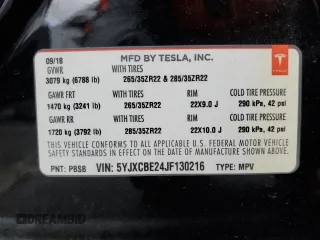 09/18 MFD BY TESLA, INC.
GVWR WITH TIRES
3079 kg (6788 lb) 265/35ZR22 & 285/35ZR22
GAWR FRT WITH TIRES RIM COLD TIRE PRESSURE
1470 kg (3241 lb) 265/35ZR22 22X9.0 J 290 kPa, 42 psi
GAWR RR WITH TIRES RIM COLD TIRE PRESSURE
1720 kg (3792 lb) 285/35ZR22 22X10.0 J 290 kPa, 42 psi
THIS VEHICLE CONFORMS TO ALL APPLICABLE U.S. FEDERAL MOTOR VEHICLE
SAFETY STANDARDS IN EFFECT ON THE DATE OF MANUFACTURE SHOWN ABOVE.
PNT: PBSB VIN: 5YJXCBE24JF130216 TYPE: MPV
TESLA
DREAMBID